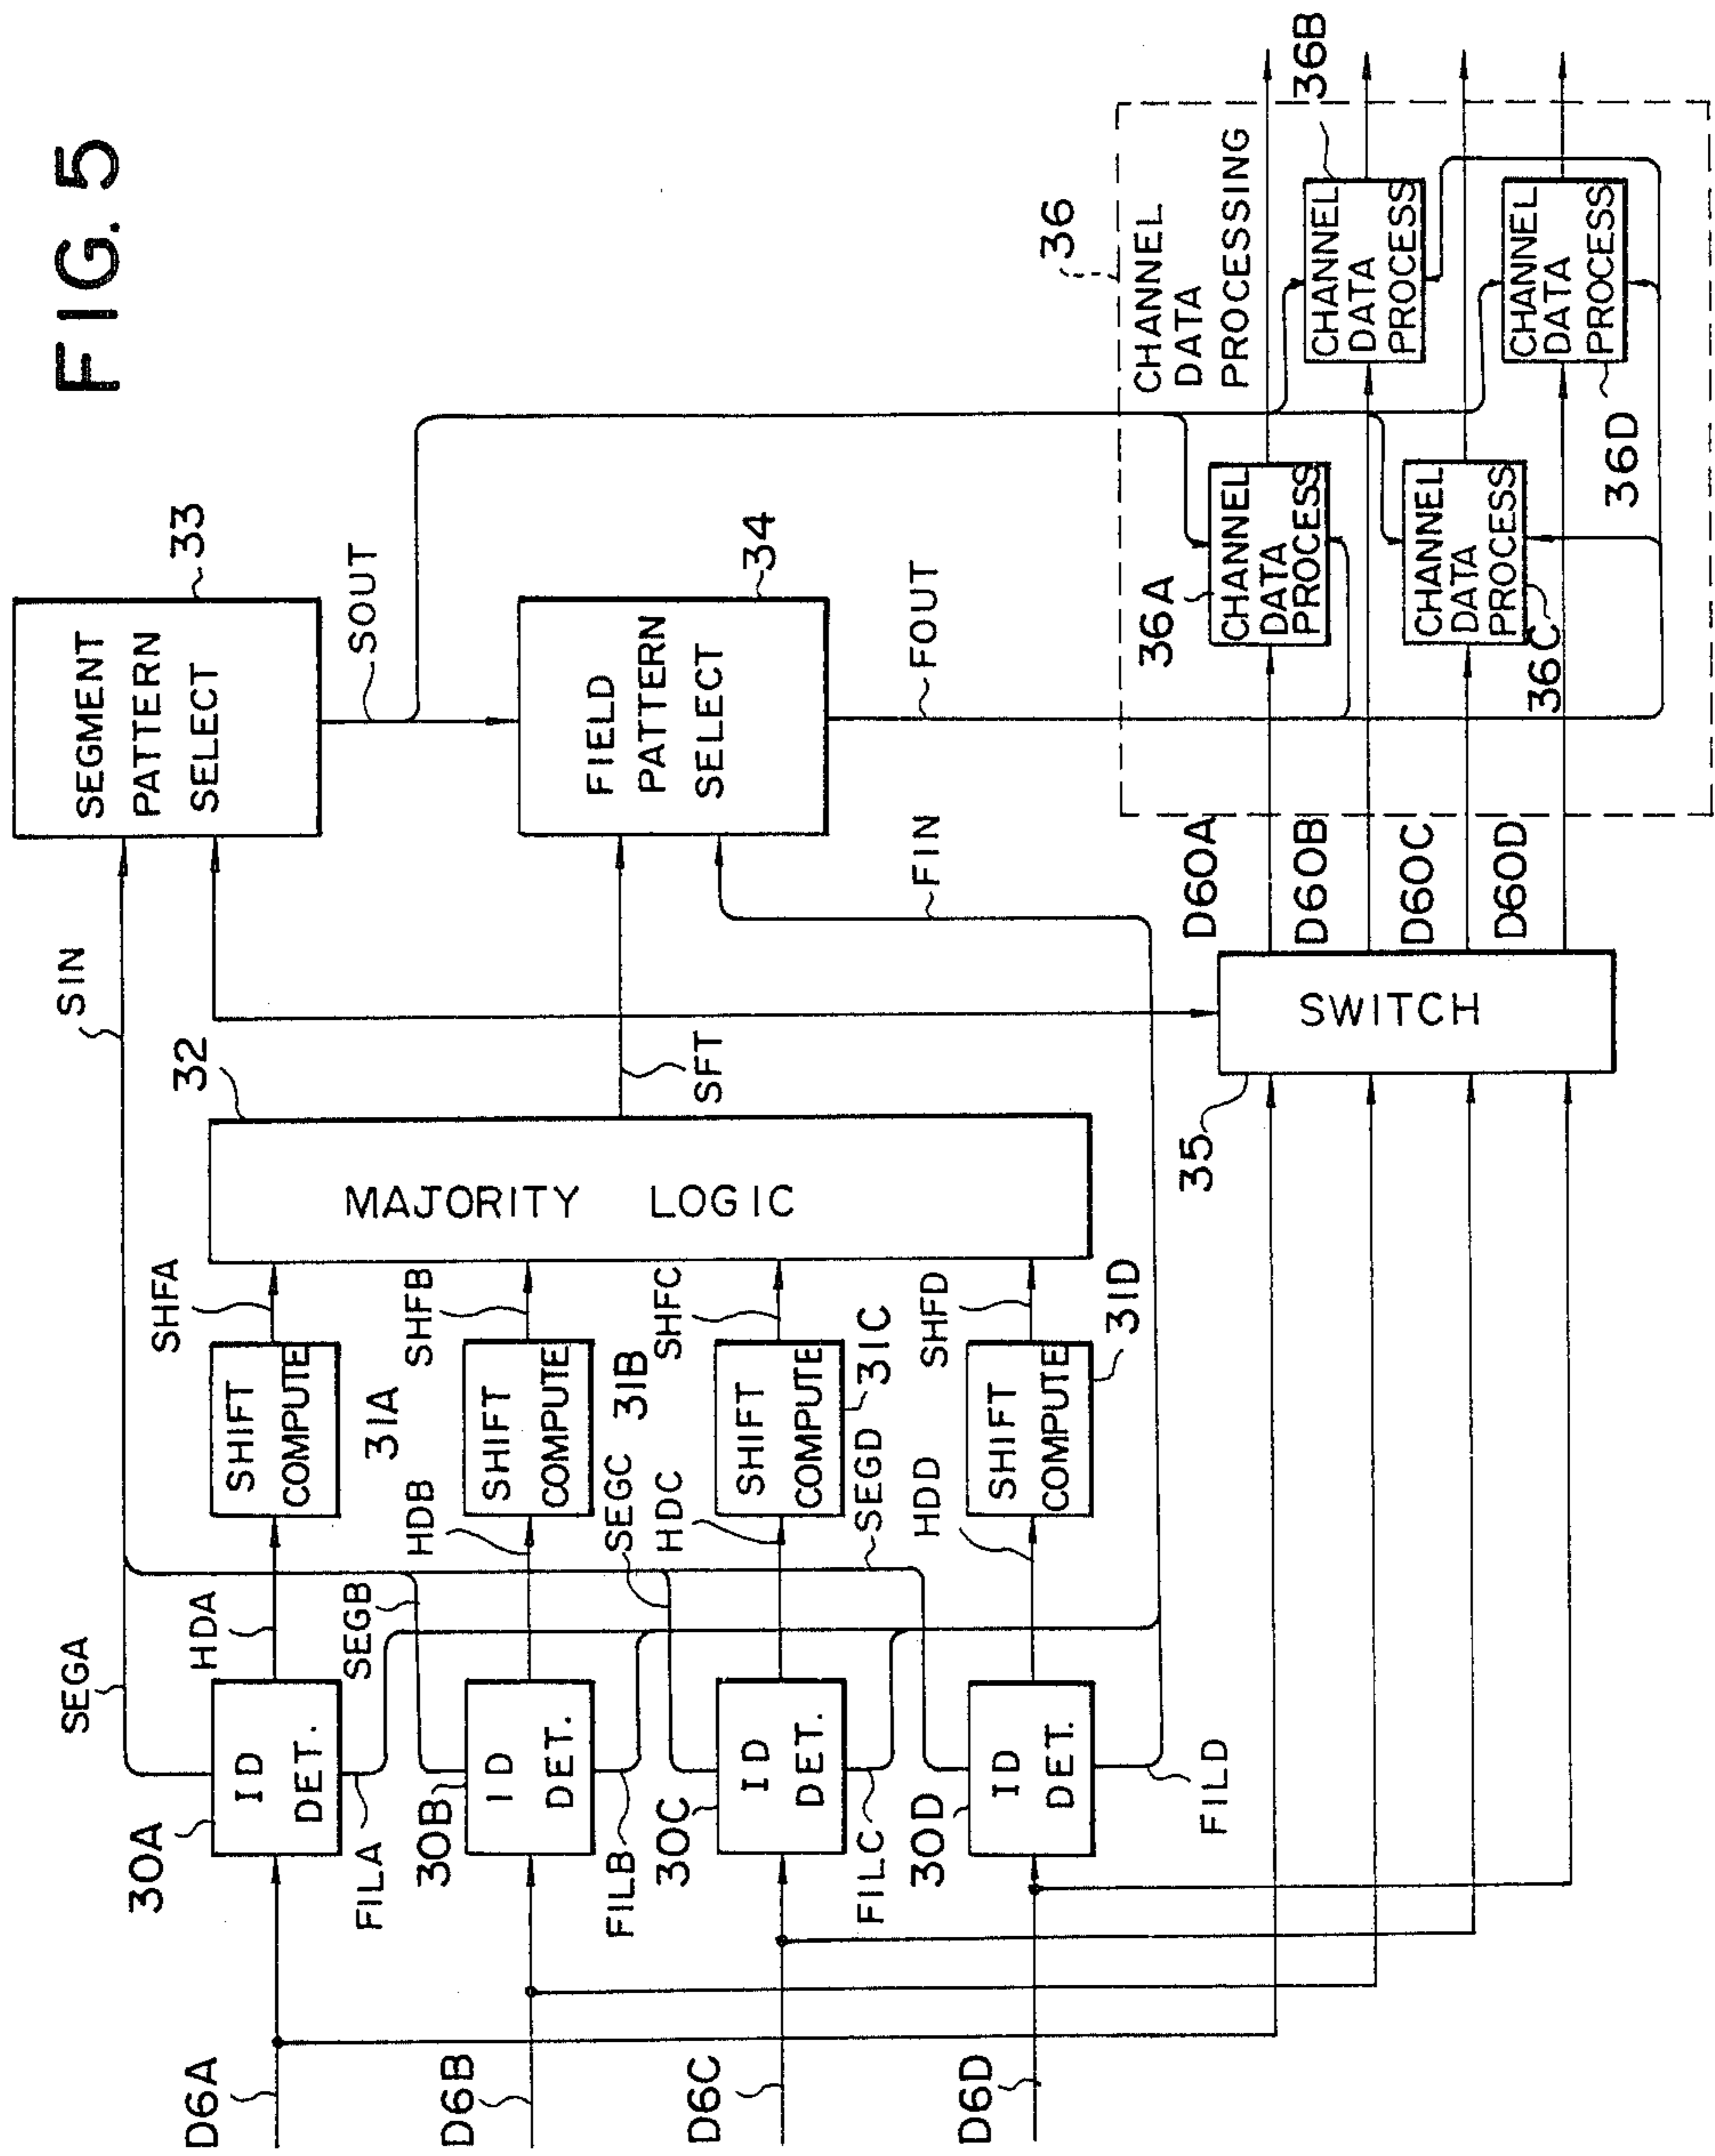 FIG. 5
SEGMENT
PATTERN
SELECT
33
SIN
SOUT
FIELD
PATTERN
SELECT
34
FIN
FOUT
32
MAJORITY LOGIC
SFT
SEGA
HDA
SHFA
30A
ID
DET.
SHIFT
COMPUTE
31A
FILA
SEGB
HDB
SHFB
30B
ID
DET.
SHIFT
COMPUTE
31B
FILB
SEGC
HDC
SHFC
30C
ID
DET.
SHIFT
COMPUTE
31C
FILC
SEGD
HDD
SHFD
30D
ID
DET.
SHIFT
COMPUTE
31D
FILD
D6A
D6B
D6C
D6D
35
SWITCH
D60A
D60B
D60C
D60D
36
CHANNEL
DATA
PROCESSING
36A
CHANNEL
DATA
PROCESS
36B
CHANNEL
DATA
PROCESS
36C
CHANNEL
DATA
PROCESS
36D
CHANNEL
DATA
PROCESS